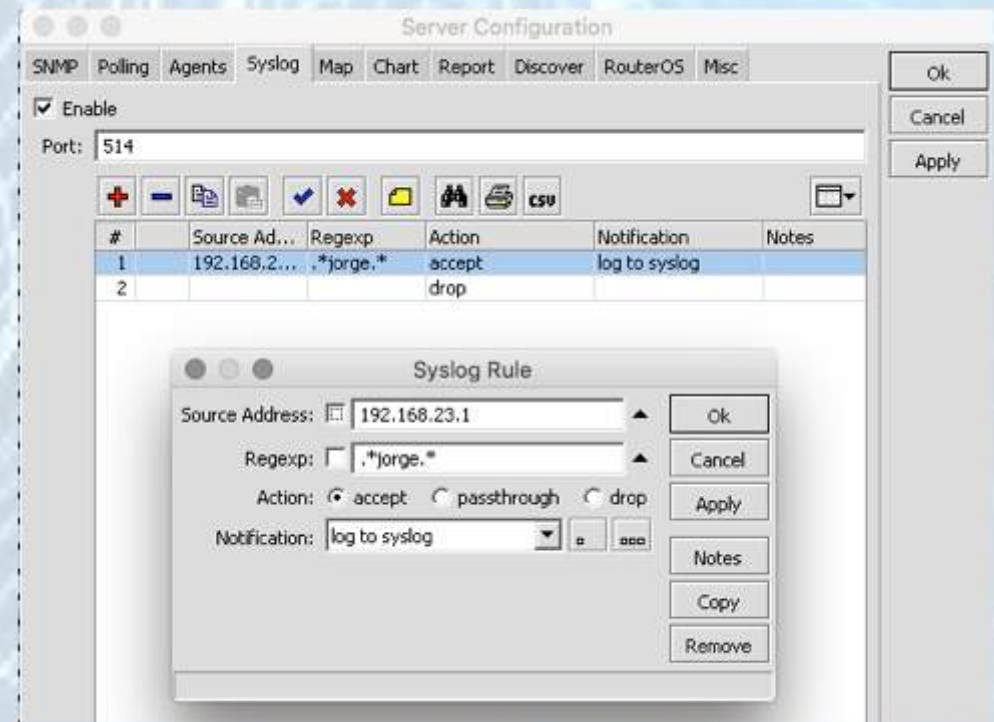 Server Configuration
SNMP Polling Agents Syslog Map Chart Report Discover RouterOS Misc
Ok
Cancel
Apply
Enable
Port: 514
csv
# Source Ad... Regexp Action Notification Notes
1 192.168.2... .*jorge.* accept log to syslog
2 drop
Syslog Rule
Source Address: 192.168.23.1
Regexp: .*jorge.*
Action: accept passthrough drop
Notification: log to syslog
Ok
Cancel
Apply
Notes
Copy
Remove